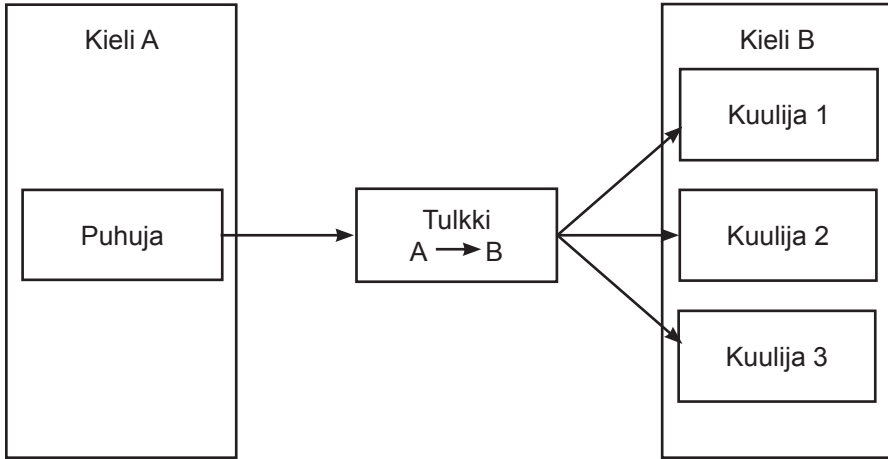 Kieli A
Kieli B
Kuulija 1
Puhuja
Tulkki
A B
Kuulija 2
Kuulija 3